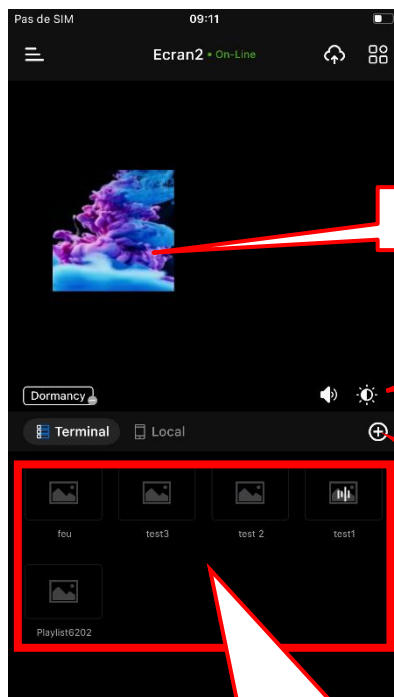 Pas de SIM 09:11
Ecran2 • On-Line
Dormancy
Terminal Local
feu test3 test 2 test1
Playlist6202